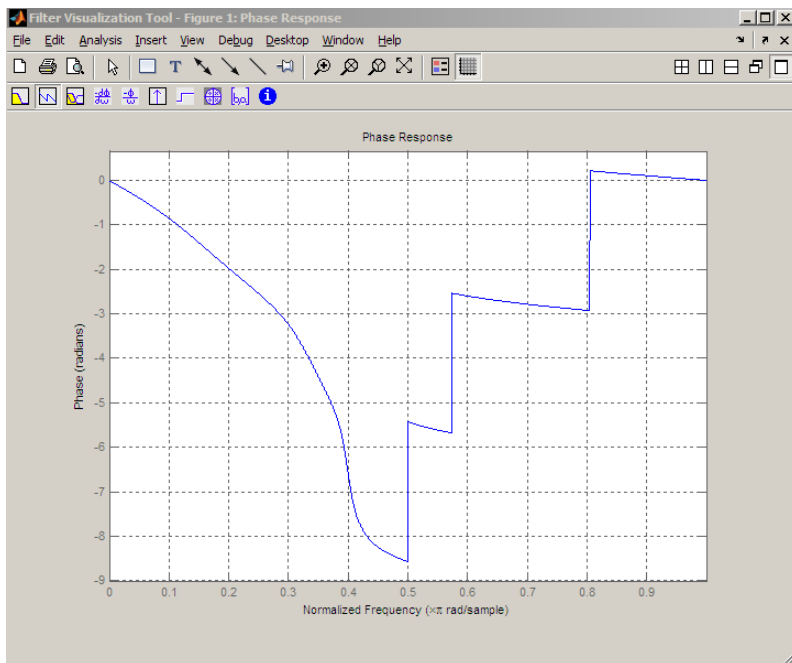 Filter Visualization Tool - Figure 1: Phase Response
File Edit Analysis Insert View Debug Desktop Window Help
Phase Response
0
-1
-2
-3
-4
-5
-6
-7
-8
-9
Phase (radians)
0 0.1 0.2 0.3 0.4 0.5 0.6 0.7 0.8 0.9
Normalized Frequency (×π rad/sample)